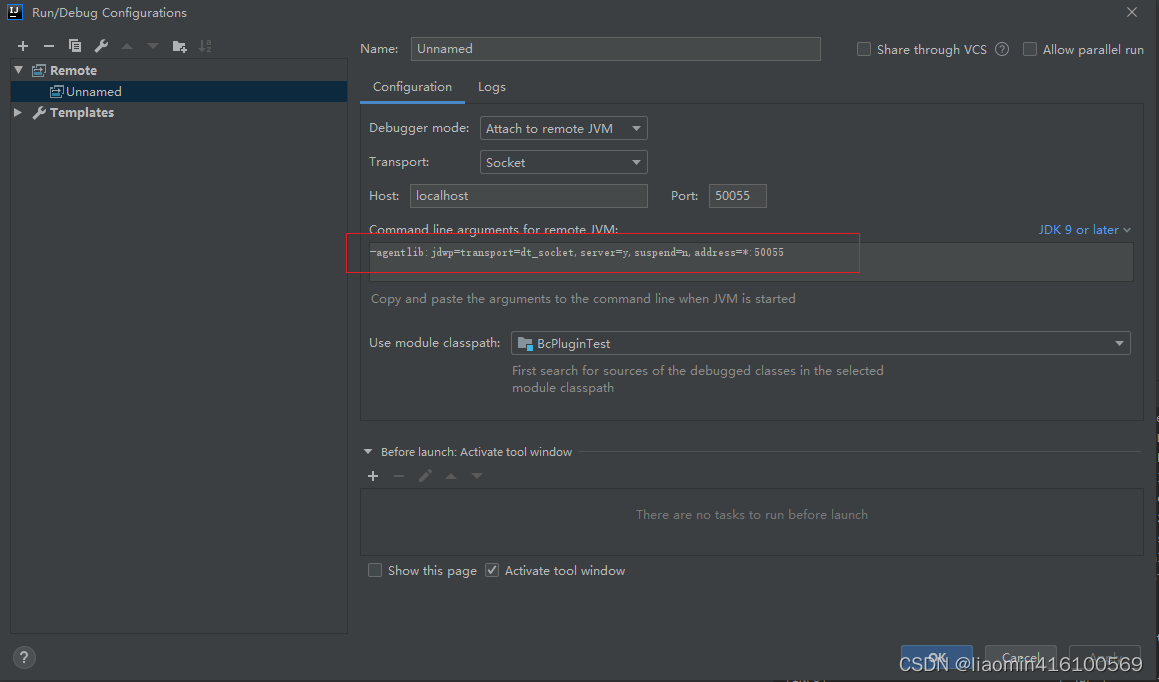 IJ Run/Debug Configurations
Name: Unnamed Share through VCS ? Allow parallel run
Remote
Unnamed
Templates
Configuration Logs
Debugger mode: Attach to remote JVM
Transport: Socket
Host: localhost Port: 50055
Command line arguments for remote JVM: JDK 9 or later
-agentlib:jdwp=transport=dt_socket,server=y,suspend=n,address=*:50055
Copy and paste the arguments to the command line when JVM is started
Use module classpath: BcPluginTest
First search for sources of the debugged classes in the selected
module classpath
Before launch: Activate tool window
There are no tasks to run before launch
Show this page Activate tool window
? OK Cancel Apply
CSDN @liaomin416100569